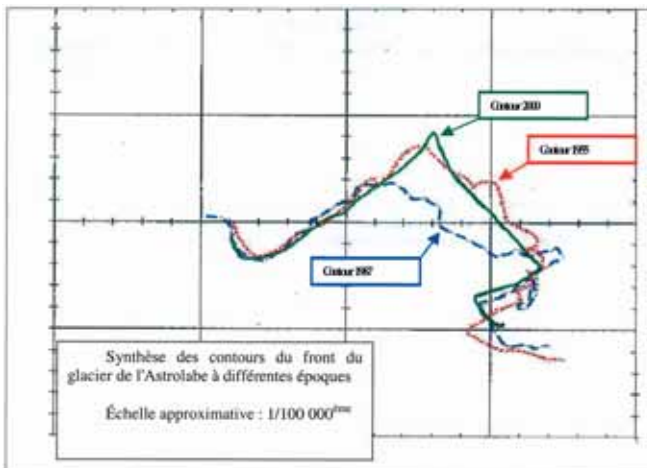 Contour 2000
Contour 1955
Contour 1987
Synthèse des contours du front du
glacier de l'Astrolabe à différentes époques
Échelle approximative : 1/100 000ème